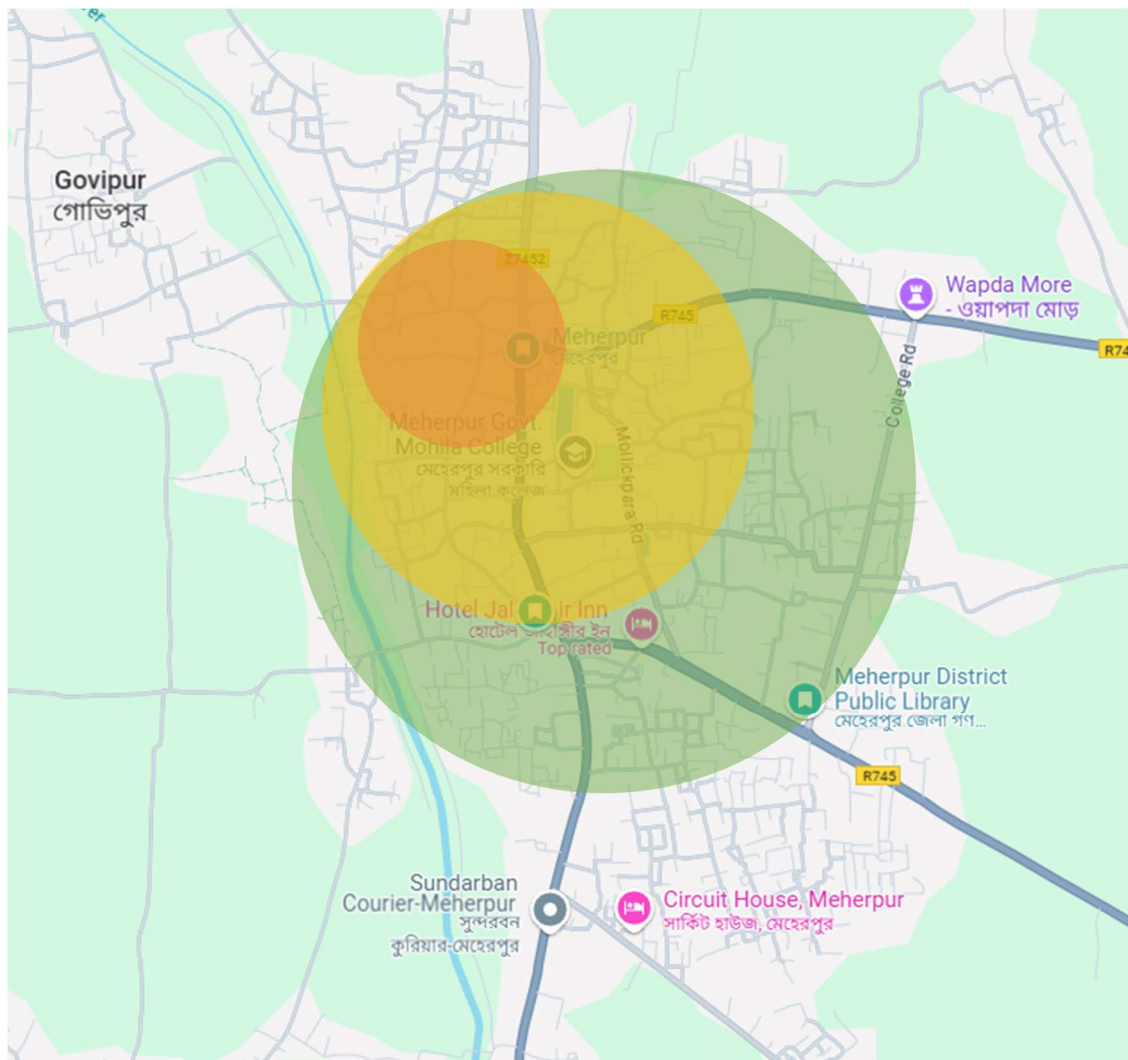 Govipur
গোভিপুর
Z7452
Wapda More
- ওয়াপদা মোড়
R745
Meherpur
মেহেরপুর
College Rd
Meherpur Govt.
Mohila College
মেহেরপুর সরকারি
মহিলা কলেজ
Mollickpara Rd
Hotel Jal ir Inn
হোটেল জাহাঙ্গীর ইন
Top rated
Meherpur District
Public Library
মেহেরপুর জেলা গণ...
R745
Sundarban
Courier-Meherpur
সুন্দরবন
কুরিয়ার-মেহেরপুর
Circuit House, Meherpur
সার্কিট হাউজ, মেহেরপুর